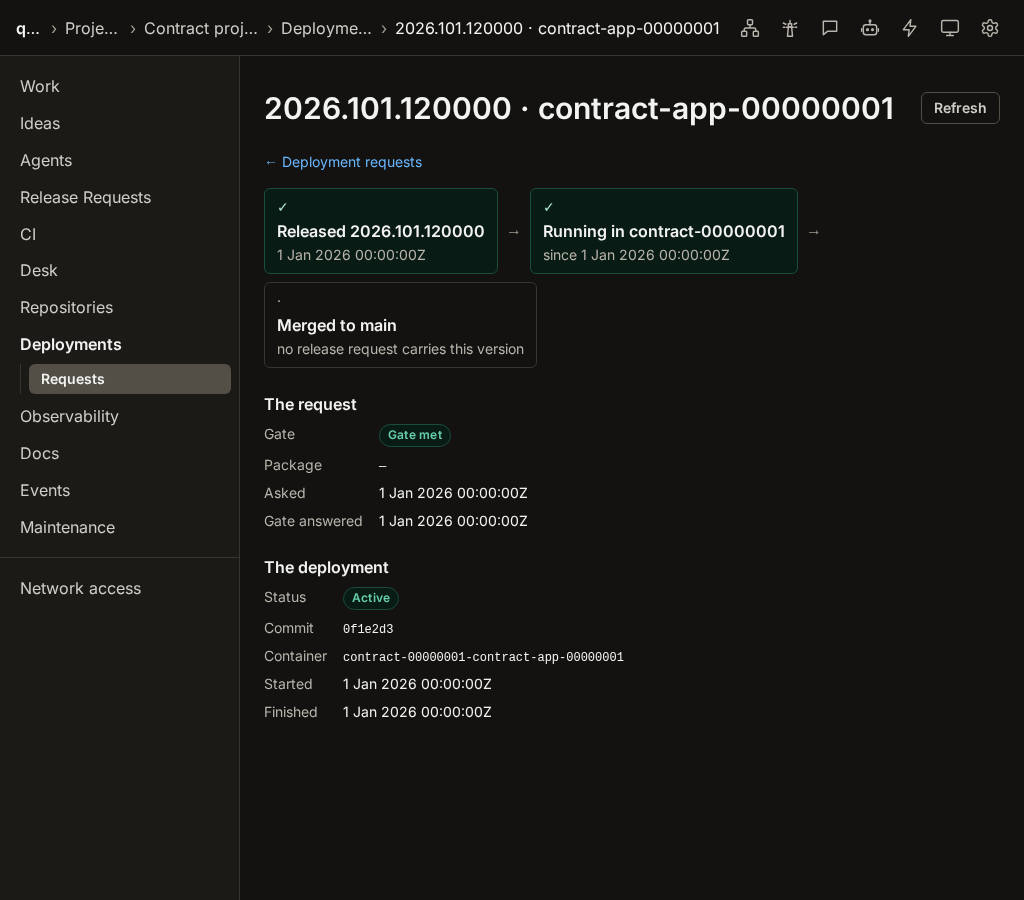 q... › Proje... › Contract proj... › Deployme... › 2026.101.120000 · contract-app-00000001
Work
Ideas
Agents
Release Requests
CI
Desk
Repositories
Deployments
Requests
Observability
Docs
Events
Maintenance
Network access
2026.101.120000 · contract-app-00000001
Refresh
← Deployment requests
✓
Released 2026.101.120000
1 Jan 2026 00:00:00Z
→
✓
Running in contract-00000001
since 1 Jan 2026 00:00:00Z
→
·
Merged to main
no release request carries this version
The request
Gate Gate met
Package –
Asked 1 Jan 2026 00:00:00Z
Gate answered 1 Jan 2026 00:00:00Z
The deployment
Status Active
Commit 0f1e2d3
Container contract-00000001-contract-app-00000001
Started 1 Jan 2026 00:00:00Z
Finished 1 Jan 2026 00:00:00Z